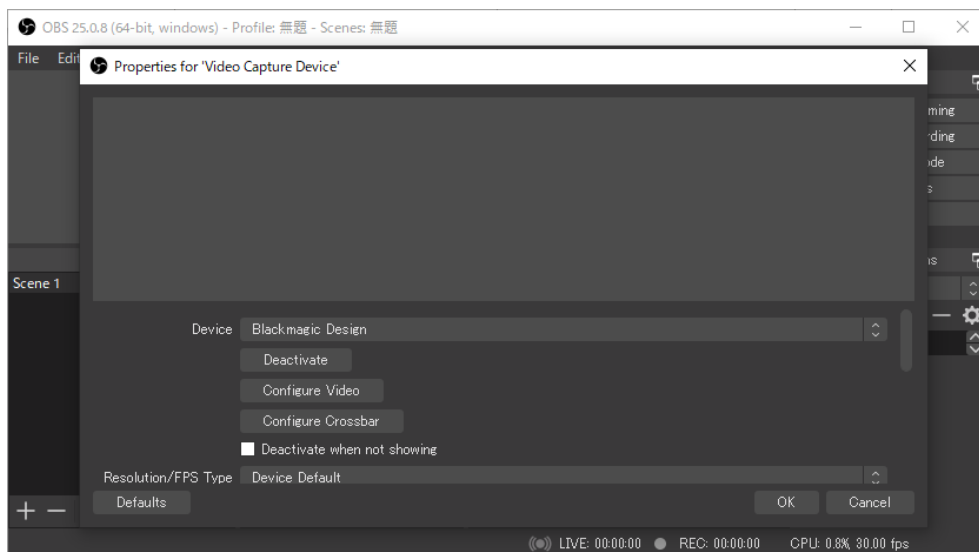 OBS 25.0.8 (64-bit, windows) - Profile: 無題 - Scenes: 無題
File Edit
Properties for 'Video Capture Device'
Scene 1
Device Blackmagic Design
Deactivate
Configure Video
Configure Crossbar
Deactivate when not showing
Resolution/FPS Type Device Default
Defaults OK Cancel
LIVE: 00:00:00 REC: 00:00:00 CPU: 0.8%, 30.00 fps